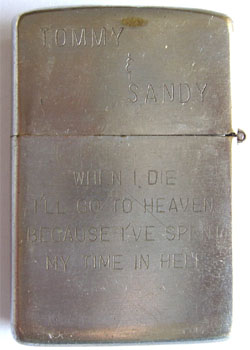 TOMMY
&
SANDY
WHEN I DIE
I'LL GO TO HEAVEN
BECAUSE I'VE SPENT
MY TIME IN HELL